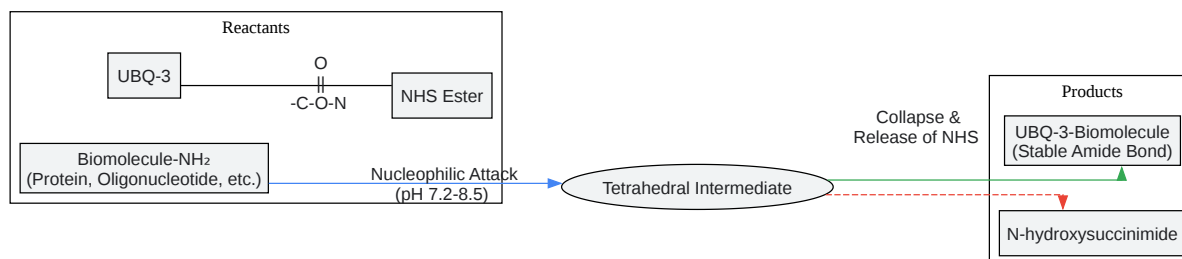 Reactants
UBQ-3
O
||
-C-O-N
NHS Ester
Biomolecule-NH₂
(Protein, Oligonucleotide, etc.)
Nucleophilic Attack
(pH 7.2-8.5)
Tetrahedral Intermediate
Collapse &
Release of NHS
Products
UBQ-3-Biomolecule
(Stable Amide Bond)
N-hydroxysuccinimide